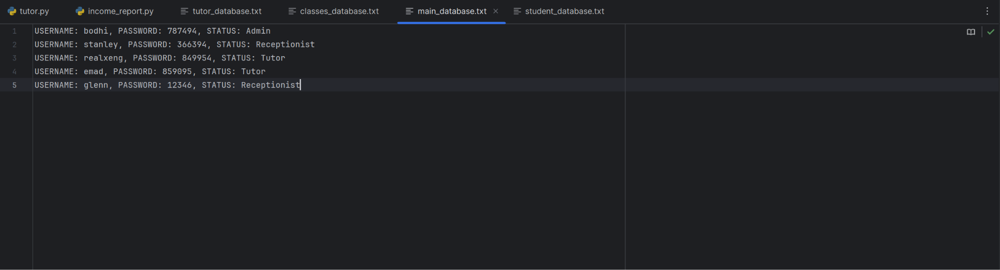 tutor.py income_report.py tutor_database.txt classes_database.txt main_database.txt student_database.txt
1 USERNAME: bodhi, PASSWORD: 787494, STATUS: Admin
2 USERNAME: stanley, PASSWORD: 366394, STATUS: Receptionist
3 USERNAME: realxeng, PASSWORD: 849954, STATUS: Tutor
4 USERNAME: emad, PASSWORD: 859095, STATUS: Tutor
5 USERNAME: glenn, PASSWORD: 12346, STATUS: Receptionist